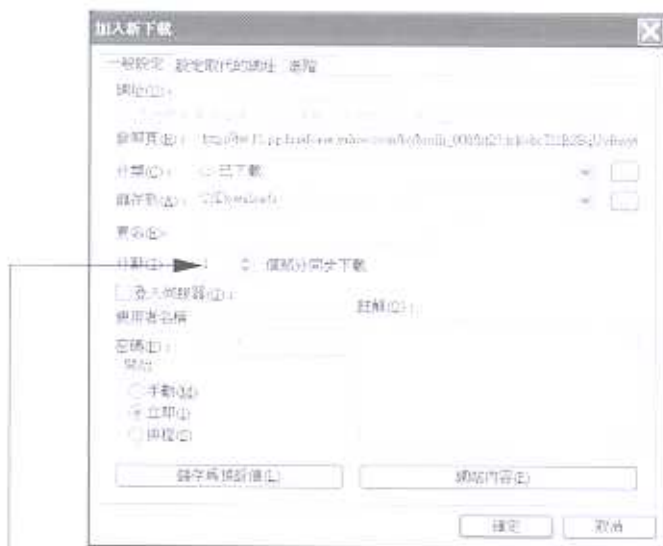 加入新下載
一般設定 設定取代的網址 進階
網址(U):
參照頁(E): http://
分類(C): 已下載
儲存到(A): C:\Downloads
更名(R)
分割(T) 個部分同步下載
登入伺服器(G):
使用者名稱 註解(O):
密碼(P):
開始
手動(M)
立即(I)
排程(S)
儲存為預設值(L) 網站內容(E)
確定 取消